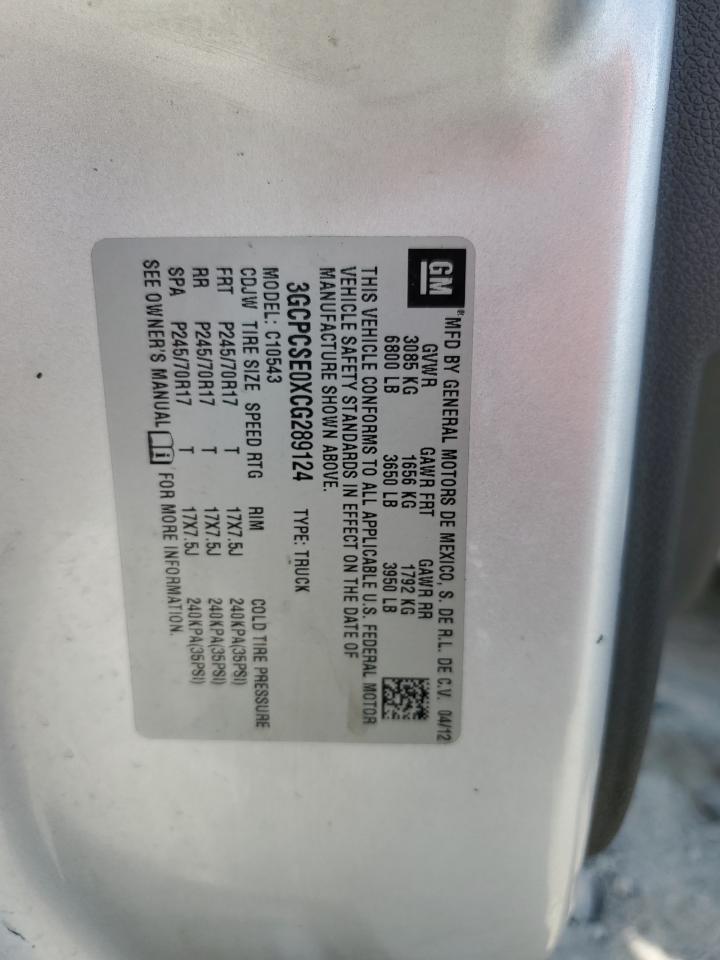 GM ® MFD BY GENERAL MOTORS DE MEXICO, S. DE R.L. DE C.V. 04/12
GVWR GAWR FRT GAWR RR
3085 KG 1656 KG 1792 KG
6800 LB 3650 LB 3950 LB
THIS VEHICLE CONFORMS TO ALL APPLICABLE U.S. FEDERAL MOTOR
VEHICLE SAFETY STANDARDS IN EFFECT ON THE DATE OF
MANUFACTURE SHOWN ABOVE.
3GCPCSE0XCG289124 TYPE: TRUCK
MODEL: C10543
CDJW TIRE SIZE SPEED RTG RIM COLD TIRE PRESSURE
FRT P245/70R17 T 17X7.5J 240KPA(35PSI)
RR P245/70R17 T 17X7.5J 240KPA(35PSI)
SPA P245/70R17 T 17X7.5J 240KPA(35PSI)
SEE OWNER'S MANUAL i FOR MORE INFORMATION.